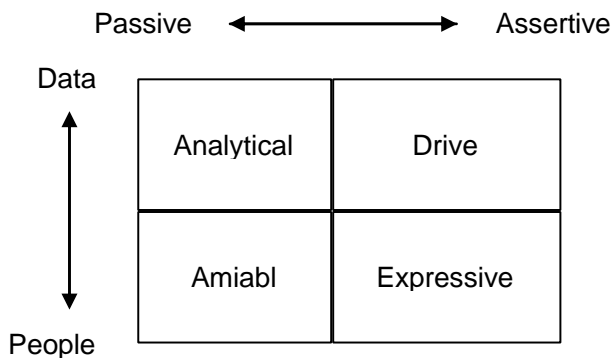 Passive Assertive
Data
Analytical Drive
Amiabl Expressive
People